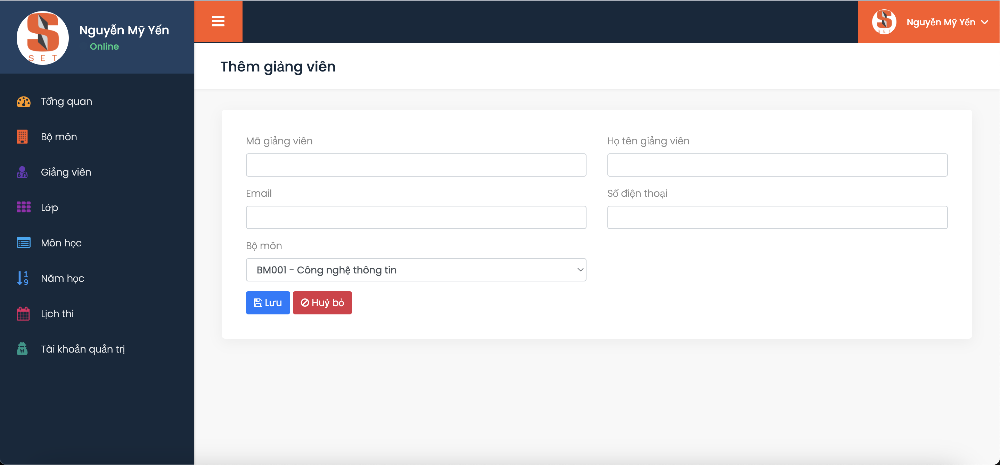 SET
Nguyễn Mỹ Yến
Online
SET
Nguyễn Mỹ Yến
Thêm giảng viên
Tổng quan
Bộ môn
Giảng viên
Lớp
Môn học
Năm học
Lịch thi
Tài khoản quản trị
Mã giảng viên
Họ tên giảng viên
Email
Số điện thoại
Bộ môn
BM001 - Công nghệ thông tin
Lưu
Huỷ bỏ